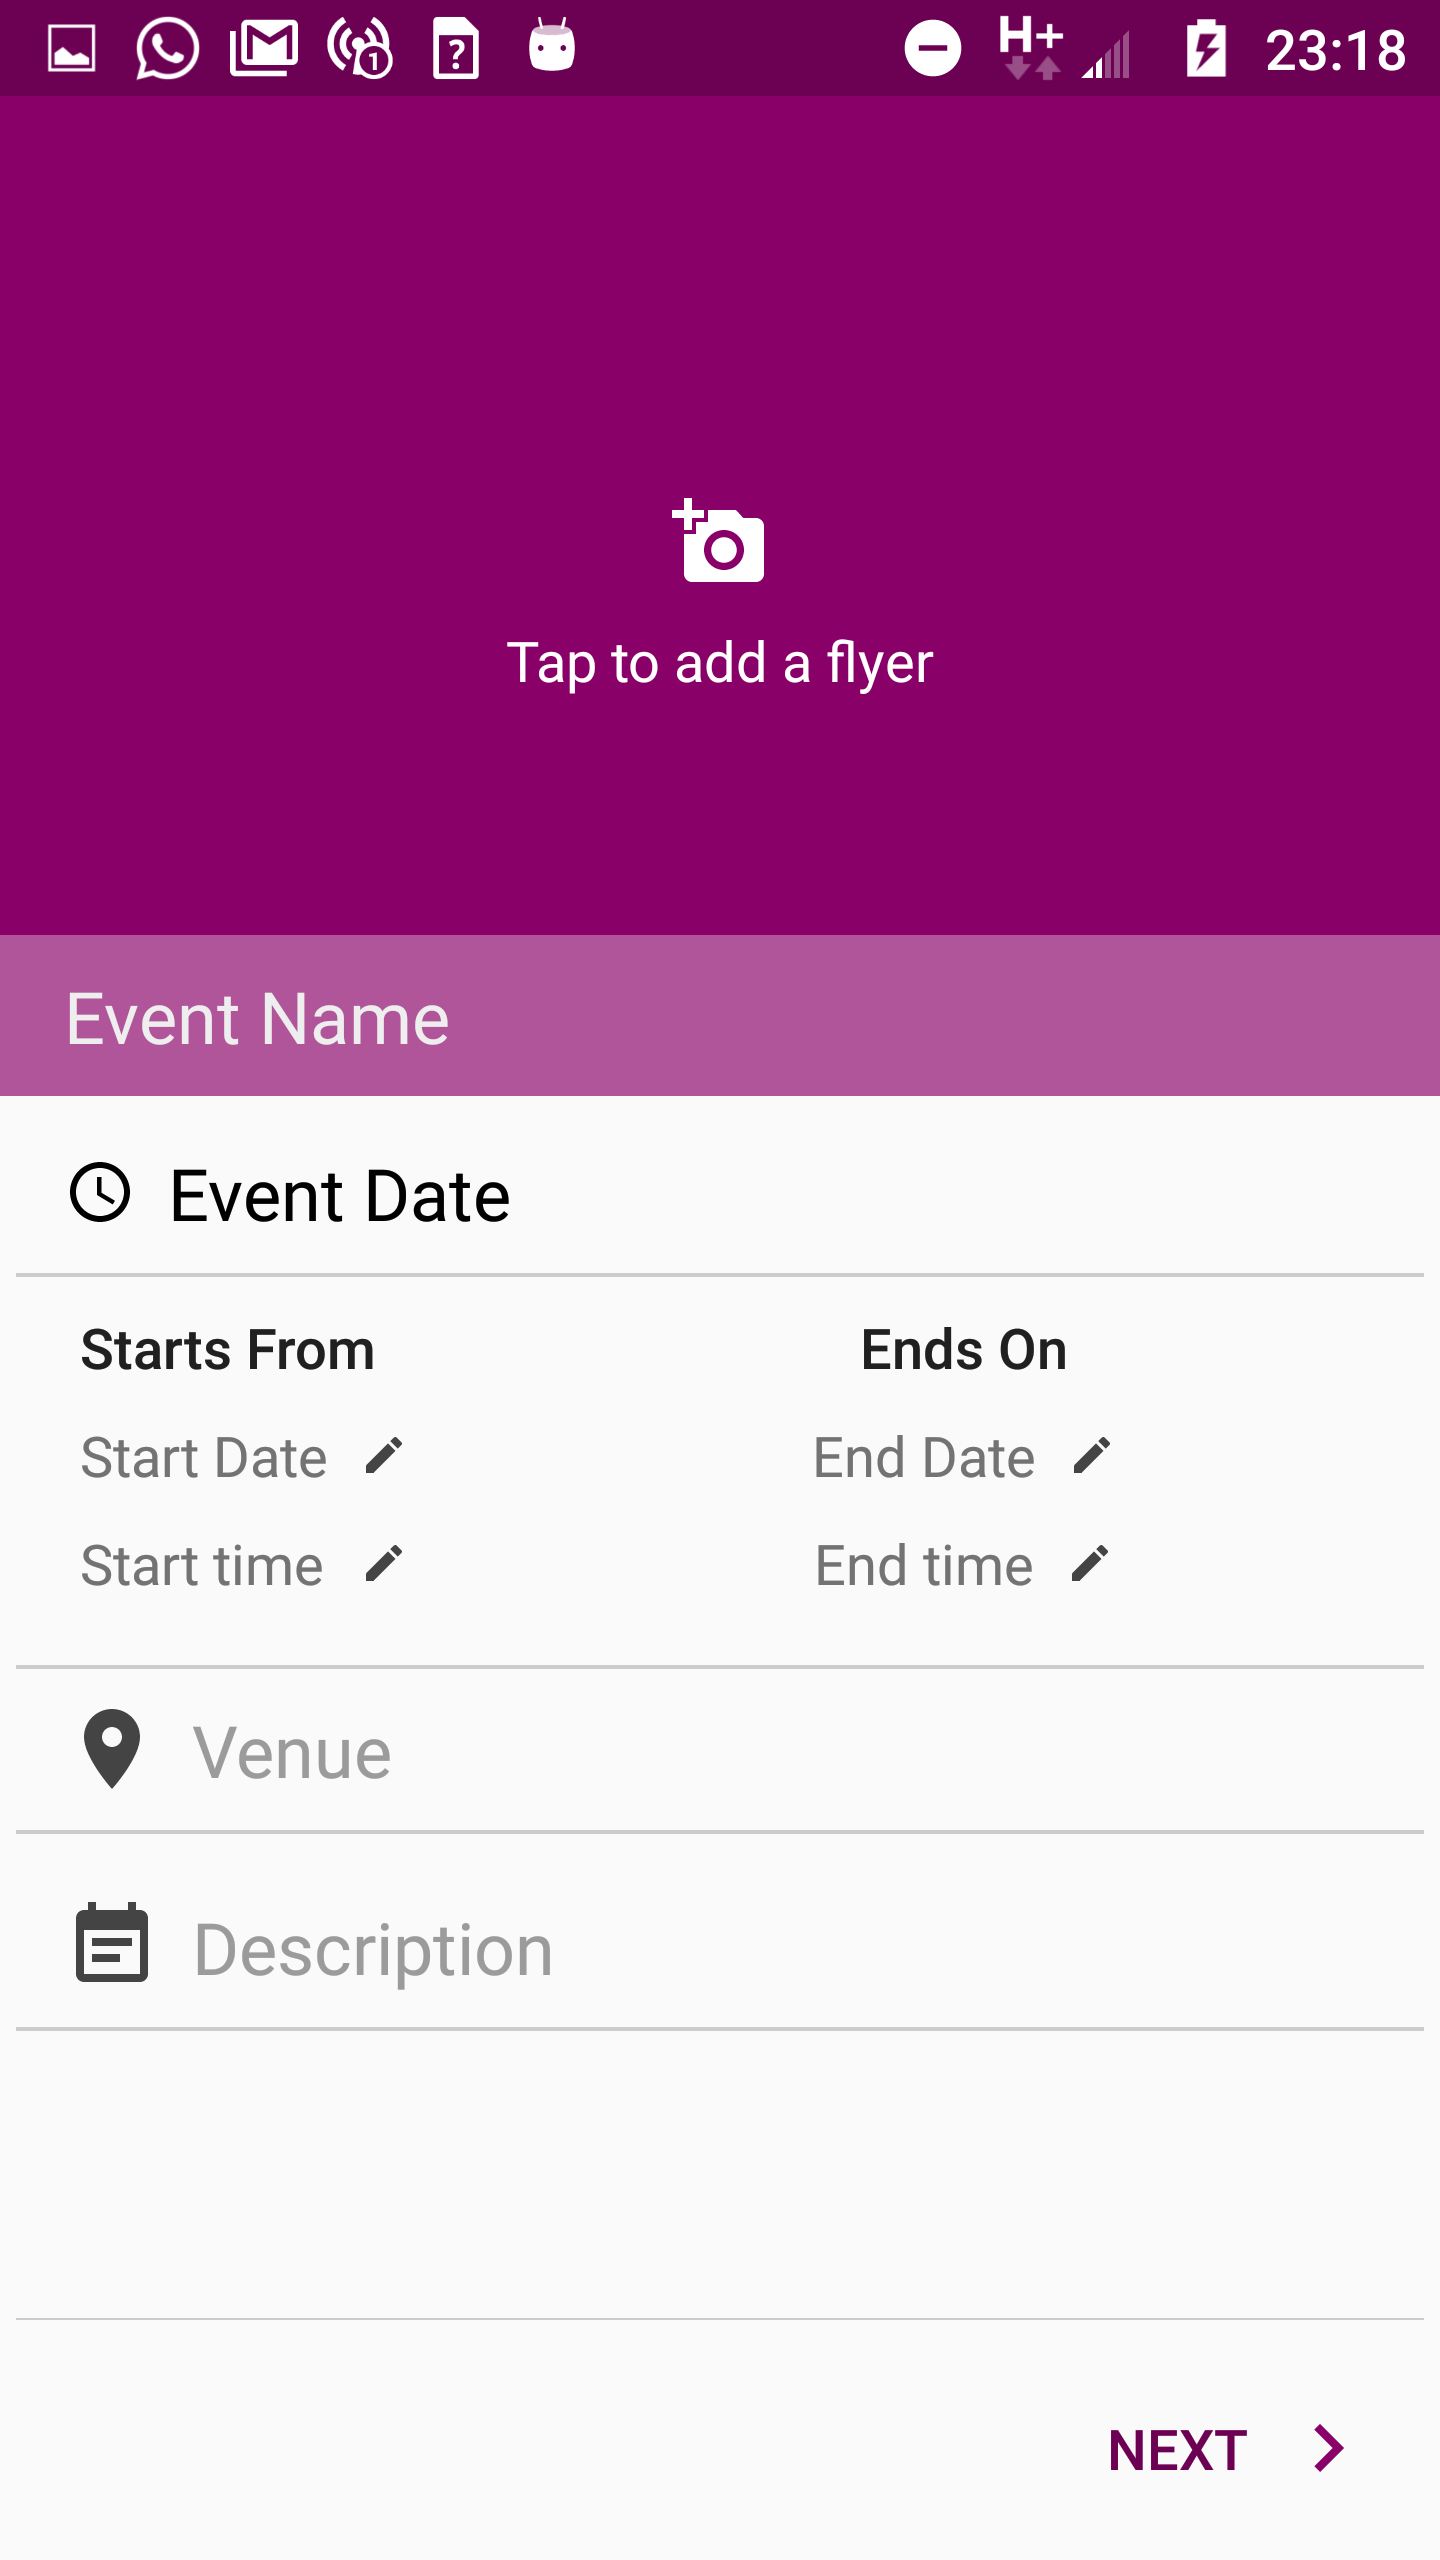 1 ? H+ 23:18
Tap to add a flyer
Event Name
Event Date
Starts From Ends On
Start Date End Date
Start time End time
Venue
Description
NEXT